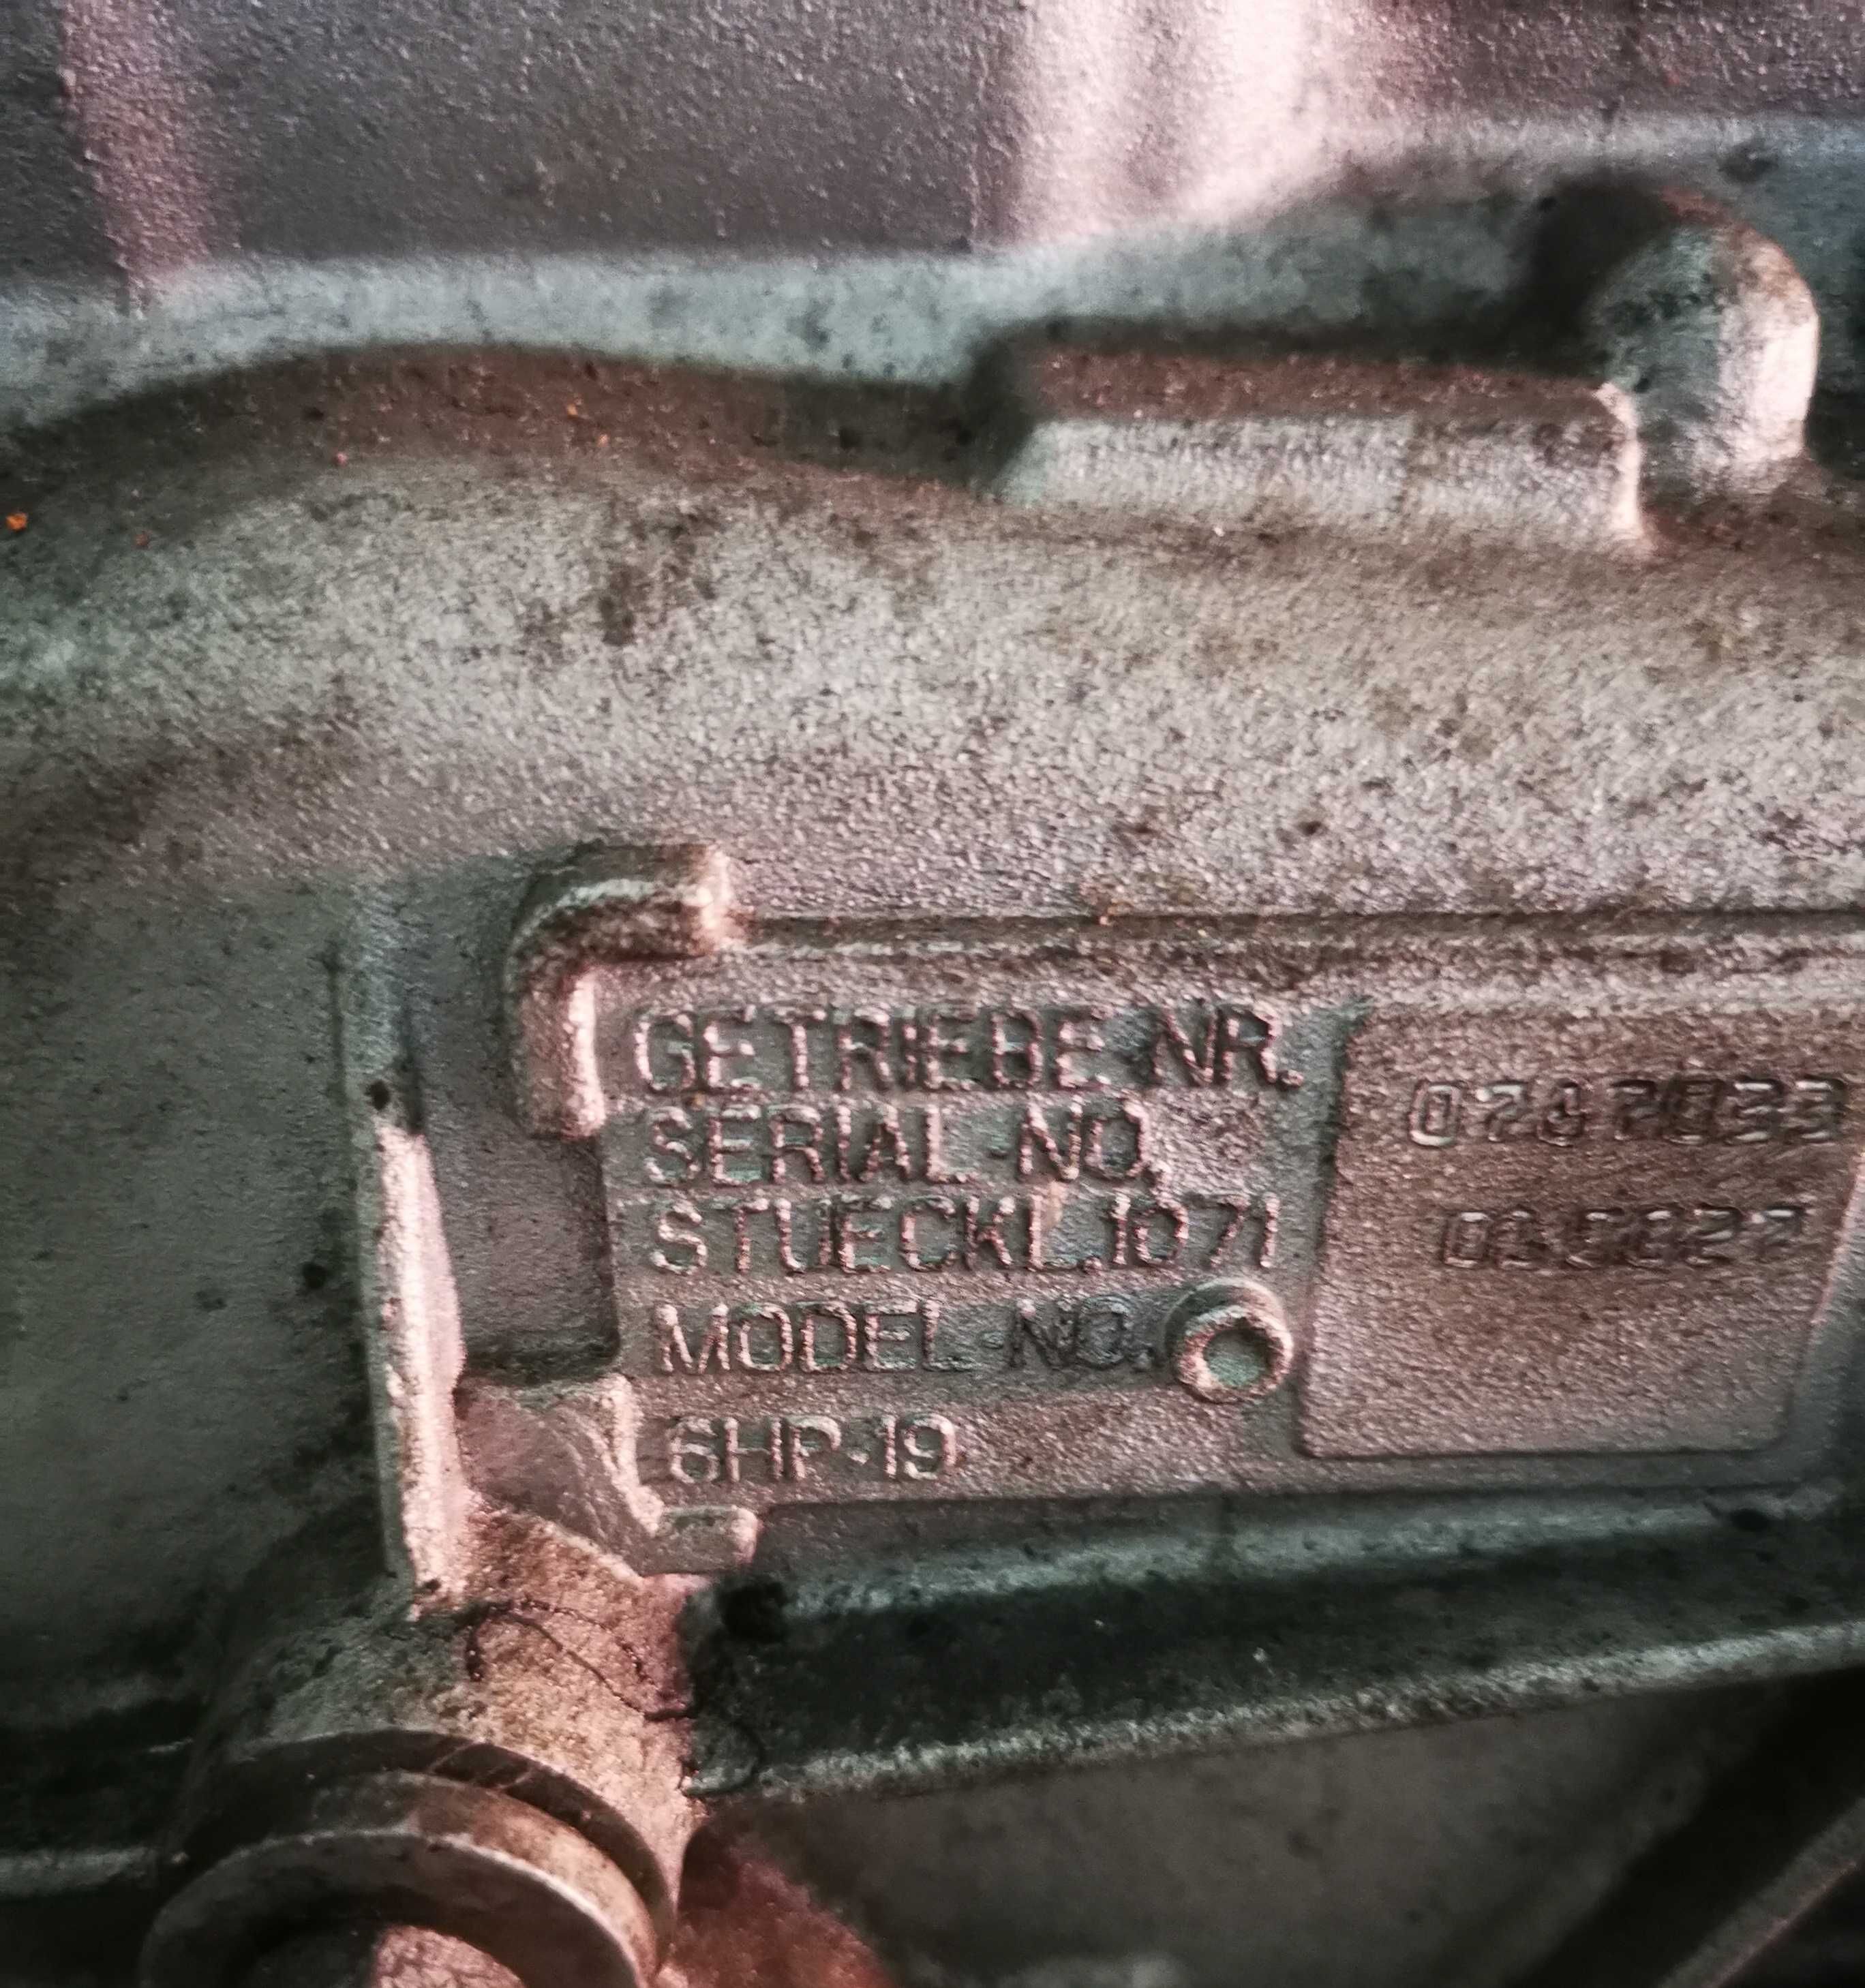 GETRIEBE-NR.
SERIAL-NO.
STUECKL.1071
MODEL-NO.
6HP-19